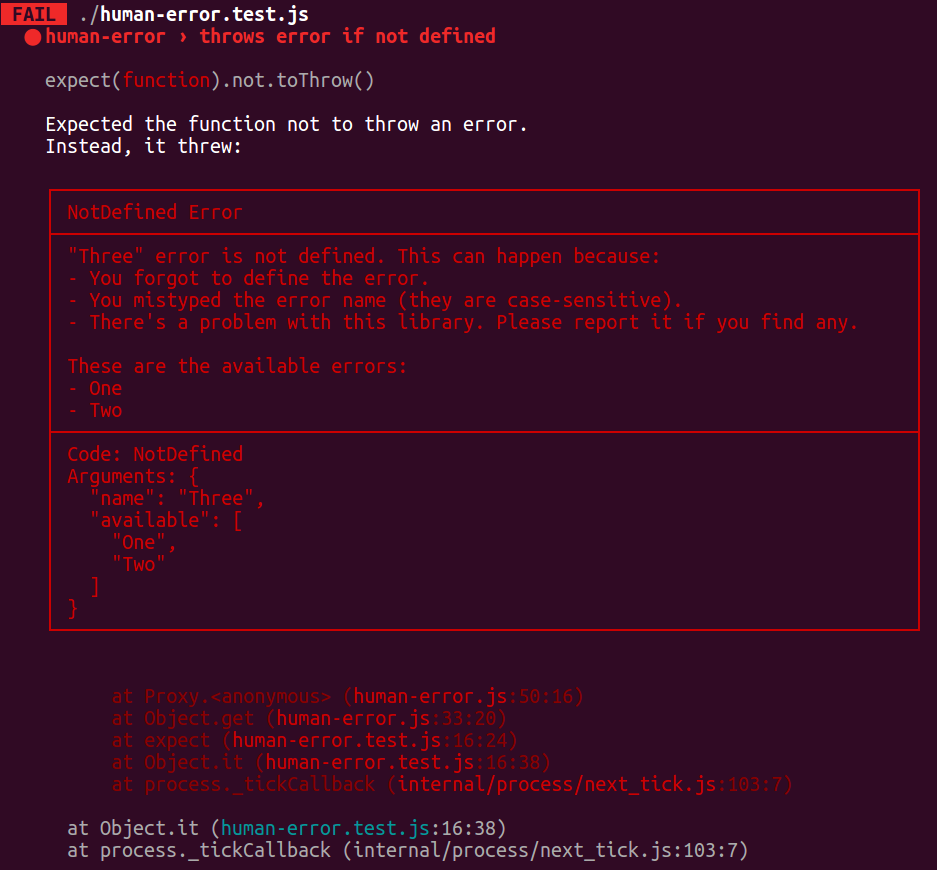 FAIL ./human-error.test.js
● human-error › throws error if not defined
expect(function).not.toThrow()
Expected the function not to throw an error.
Instead, it threw:
NotDefined Error
"Three" error is not defined. This can happen because:
- You forgot to define the error.
- You mistyped the error name (they are case-sensitive).
- There's a problem with this library. Please report it if you find any.
These are the available errors:
- One
- Two
Code: NotDefined
Arguments: {
  "name": "Three",
  "available": [
    "One",
    "Two"
  ]
}
at Proxy.<anonymous> (human-error.js:50:16)
at Object.get (human-error.js:33:20)
at expect (human-error.test.js:16:24)
at Object.it (human-error.test.js:16:38)
at process._tickCallback (internal/process/next_tick.js:103:7)
at Object.it (human-error.test.js:16:38)
at process._tickCallback (internal/process/next_tick.js:103:7)